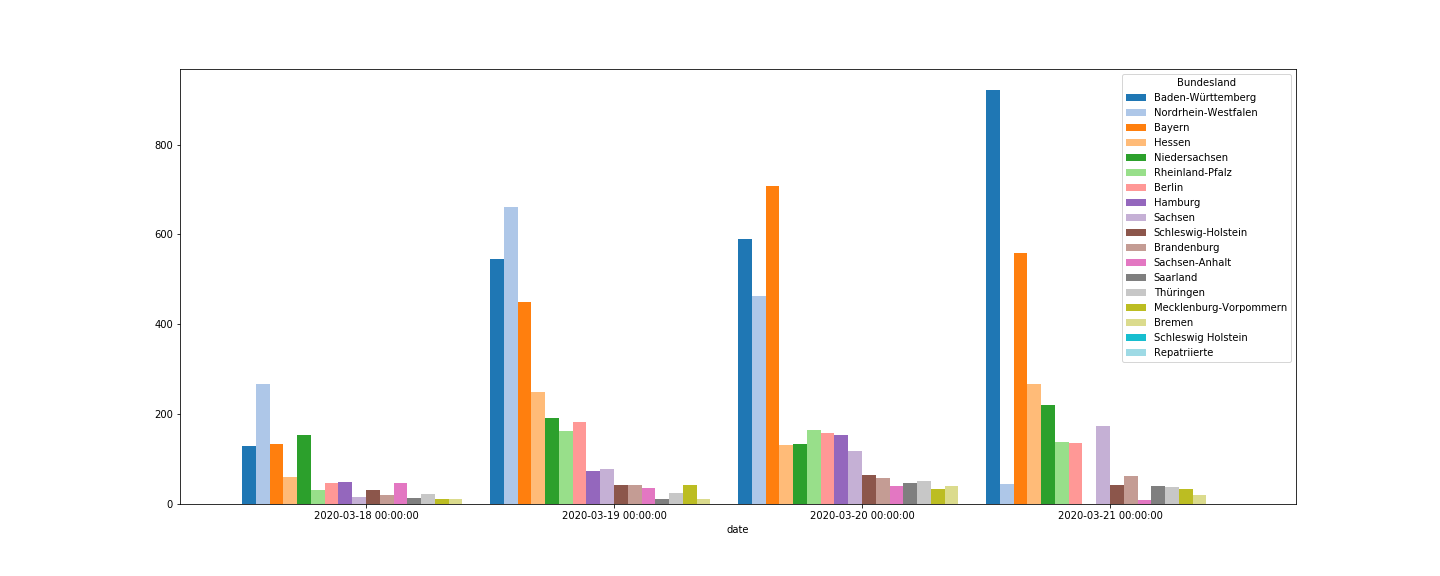 Bundesland
Baden-Württemberg
Nordrhein-Westfalen
Bayern
Hessen
Niedersachsen
Rheinland-Pfalz
Berlin
Hamburg
Sachsen
Schleswig-Holstein
Brandenburg
Sachsen-Anhalt
Saarland
Thüringen
Mecklenburg-Vorpommern
Bremen
Schleswig Holstein
Repatriierte
800
600
400
200
0
2020-03-18 00:00:00
2020-03-19 00:00:00
2020-03-20 00:00:00
2020-03-21 00:00:00
date